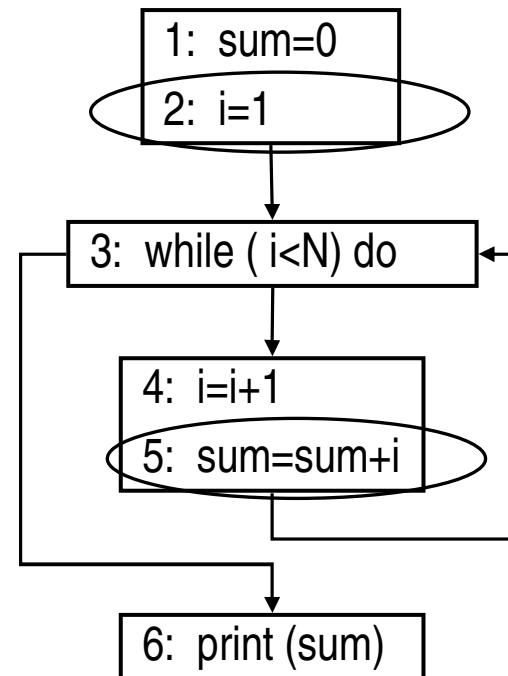 1: sum=0
2: i=1
3: while ( i<N) do
4: i=i+1
5: sum=sum+i
6: print (sum)